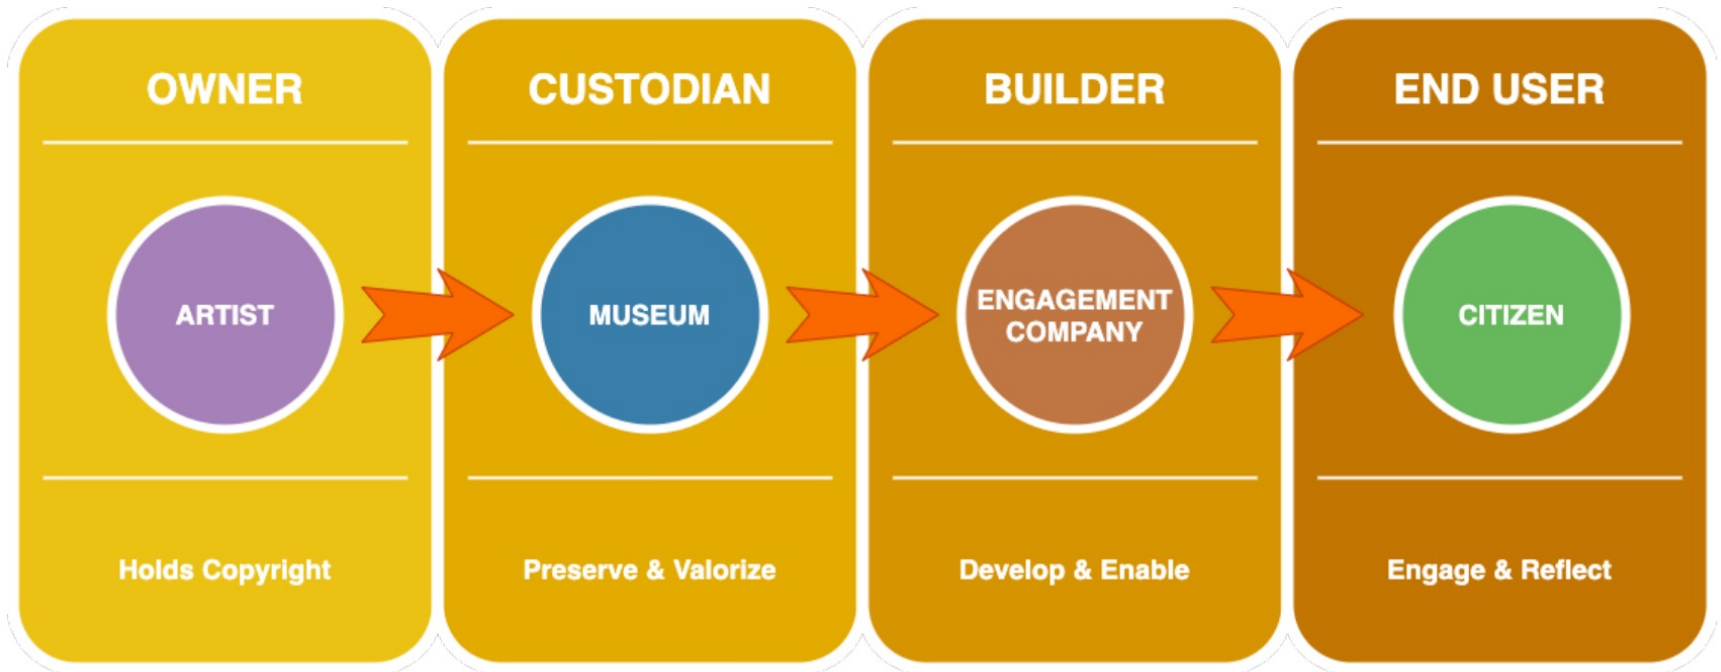 OWNER
ARTIST
Holds Copyright
CUSTODIAN
MUSEUM
Preserve & Valorize
BUILDER
ENGAGEMENT
COMPANY
Develop & Enable
END USER
CITIZEN
Engage & Reflect